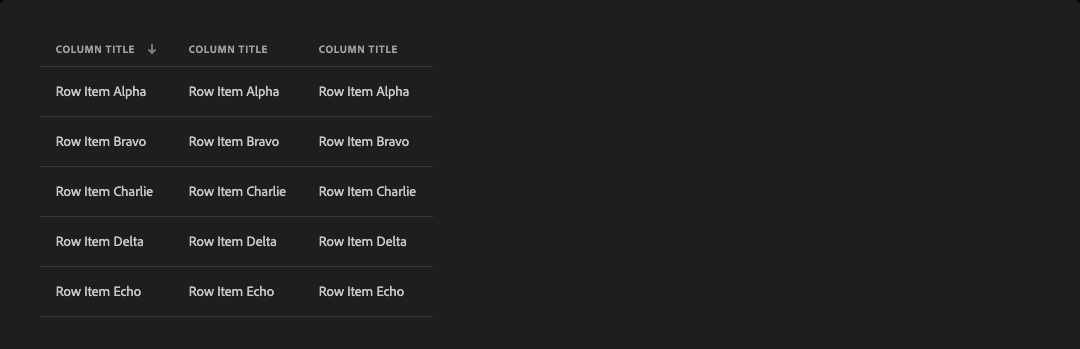 COLUMN TITLE COLUMN TITLE COLUMN TITLE
Row Item Alpha Row Item Alpha Row Item Alpha
Row Item Bravo Row Item Bravo Row Item Bravo
Row Item Charlie Row Item Charlie Row Item Charlie
Row Item Delta Row Item Delta Row Item Delta
Row Item Echo Row Item Echo Row Item Echo